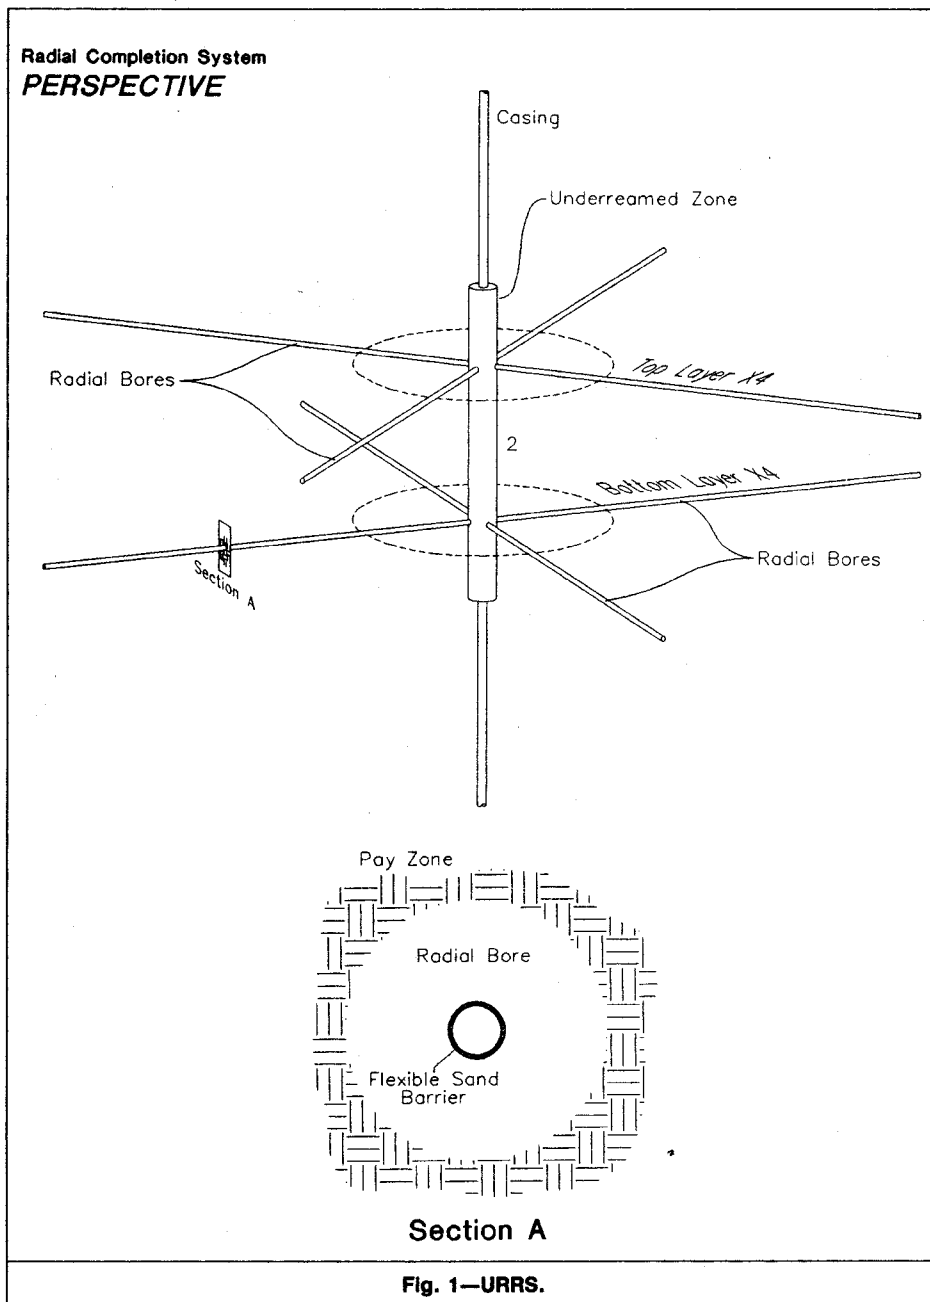 Radial Completion System
PERSPECTIVE
Casing
Underreamed Zone
Radial Bores
Top Layer X4
2
Bottom Layer X4
Radial Bores
Section A
Pay Zone
Radial Bore
Flexible Sand
Barrier
Section A
Fig. 1—URRS.